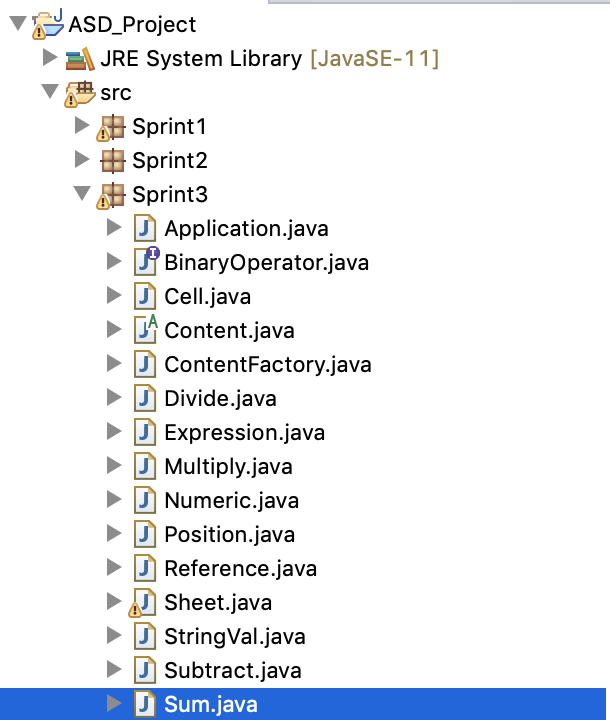 ASD_Project
JRE System Library [JavaSE-11]
src
Sprint1
Sprint2
Sprint3
Application.java
BinaryOperator.java
Cell.java
Content.java
ContentFactory.java
Divide.java
Expression.java
Multiply.java
Numeric.java
Position.java
Reference.java
Sheet.java
StringVal.java
Subtract.java
Sum.java